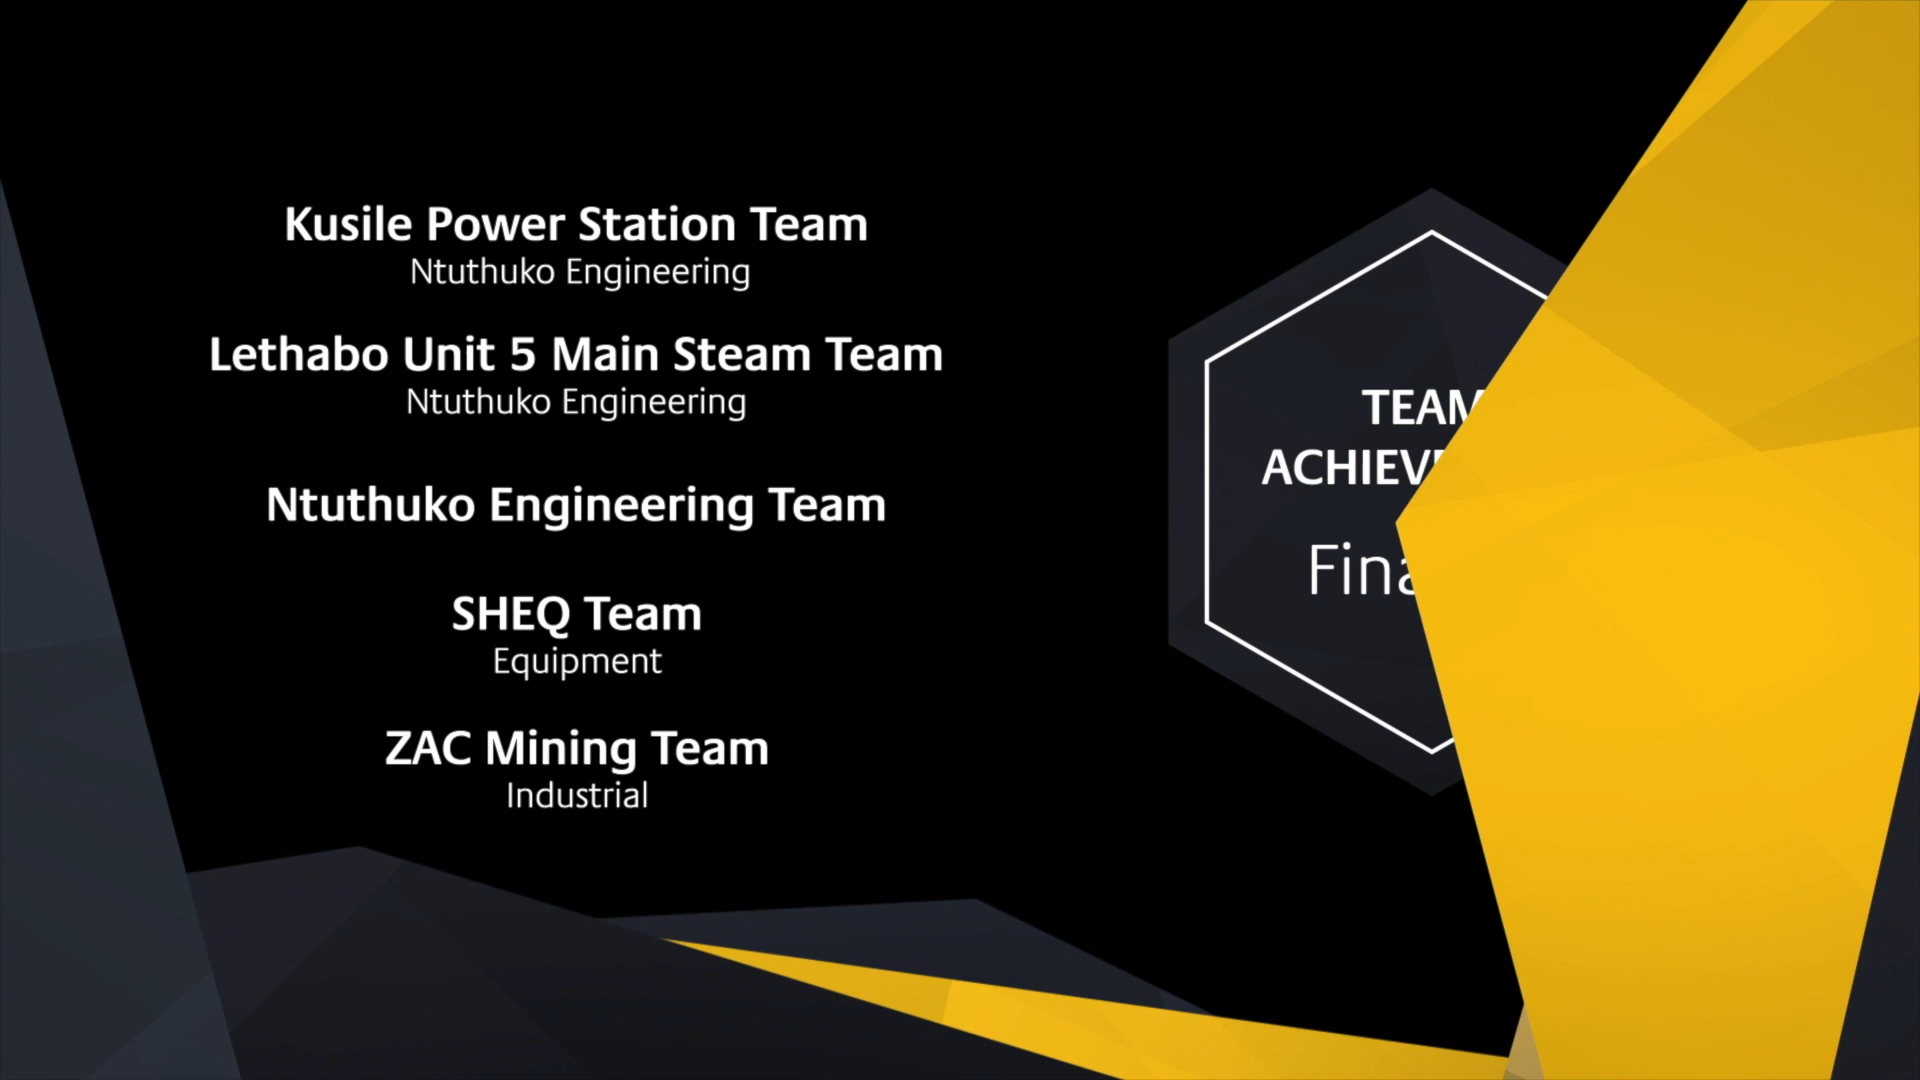 Kusile Power Station Team
Ntuthuko Engineering
Lethabo Unit 5 Main Steam Team
Ntuthuko Engineering
Ntuthuko Engineering Team
SHEQ Team
Equipment
ZAC Mining Team
Industrial
TEAM